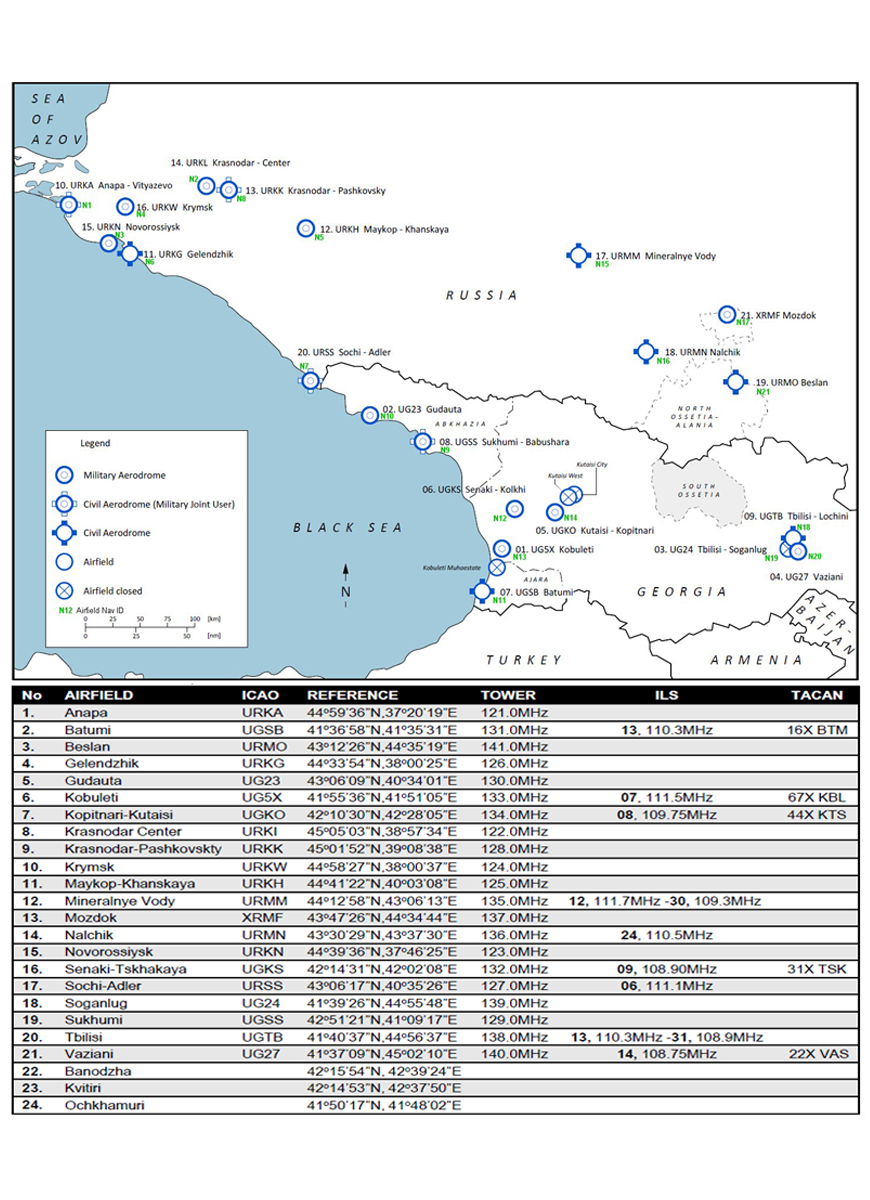 SEA
OF
AZOV
14. URKL Krasnodar - Center
N2
13. URKK Krasnodar - Pashkovsky
N8
10. URKA Anapa - Vityazevo
N1
16. URKW Krymsk
N4
15. URKN Novorossiysk
N3
11. URKG Gelendzhik
N6
12. URKH Maykop - Khanskaya
N5
17. URMM Mineralnye Vody
N15
RUSSIA
21. XRMF Mozdok
N17
20. URSS Sochi - Adler
N7
18. URMN Nalchik
N16
19. URMO Beslan
N21
02. UG23 Gudauta
N10
ABKHAZIA
NORTH
OSSETIA-
ALANIA
08. UGSS Sukhumi - Babushara
N9
Kutaisi City
Kutaisi West
06. UGKS Senaki - Kolkhi
N12
N14
05. UGKO Kutaisi - Kopitnari
SOUTH
OSSETIA
09. UGTB Tbilisi - Lochini
N18
BLACK SEA
01. UG5X Kobuleti
N13
03. UG24 Tbilisi - Soganlug
N19
N20
Kobuleti Muhoestate
04. UG27 Vaziani
AJARA
07. UGSB Batumi
N11
GEORGIA
AZER-
BAIJAN
TURKEY
ARMENIA
Legend
Military Aerodrome
Civil Aerodrome (Military Joint User)
Civil Aerodrome
Airfield
Airfield closed
N12 Airfield Nav ID
0 25 50 75 100 [km]
0 25 50 [nm]
N
No AIRFIELD ICAO REFERENCE TOWER ILS TACAN
1. Anapa URKA 44º59'36"N,37º20'19"E 121.0MHz
2. Batumi UGSB 41º36'58"N,41º35'31"E 131.0MHz 13, 110.3MHz 16X BTM
3. Beslan URMO 43º12'26"N,44º35'19"E 141.0MHz
4. Gelendzhik URKG 44º33'54"N,38º00'25"E 126.0MHz
5. Gudauta UG23 43º06'09"N,40º34'01"E 130.0MHz
6. Kobuleti UG5X 41º55'36"N,41º51'05"E 133.0MHz 07, 111.5MHz 67X KBL
7. Kopitnari-Kutaisi UGKO 42º10'30"N,42º28'05"E 134.0MHz 08, 109.75MHz 44X KTS
8. Krasnodar Center URKI 45º05'03"N,38º57'34"E 122.0MHz
9. Krasnodar-Pashkovskty URKK 45º01'52"N,39º08'38"E 128.0MHz
10. Krymsk URKW 44º58'27"N,38º00'37"E 124.0MHz
11. Maykop-Khanskaya URKH 44º41'22"N,40º03'08"E 125.0MHz
12. Mineralnye Vody URMM 44º12'58"N,43º06'13"E 135.0MHz 12, 111.7MHz -30, 109.3MHz
13. Mozdok XRMF 43º47'26"N,44º34'44"E 137.0MHz
14. Nalchik URMN 43º30'29"N,43º37'30"E 136.0MHz 24, 110.5MHz
15. Novorossiysk URKN 44º39'36"N,37º46'25"E 123.0MHz
16. Senaki-Tskhakaya UGKS 42º14'31"N,42º02'08"E 132.0MHz 09, 108.90MHz 31X TSK
17. Sochi-Adler URSS 43º06'17"N,40º35'26"E 127.0MHz 06, 111.1MHz
18. Soganlug UG24 41º39'26"N,44º55'48"E 139.0MHz
19. Sukhumi UGSS 42º51'21"N,41º09'17"E 129.0MHz
20. Tbilisi UGTB 41º40'37"N,44º56'37"E 138.0MHz 13, 110.3MHz -31, 108.9MHz
21. Vaziani UG27 41º37'09"N,45º02'10"E 140.0MHz 14, 108.75MHz 22X VAS
22. Banodzha 42º15'54"N, 42º39'24"E
23. Kvitiri 42º14'53"N, 42º37'50"E
24. Ochkhamuri 41º50'17"N, 41º48'02"E